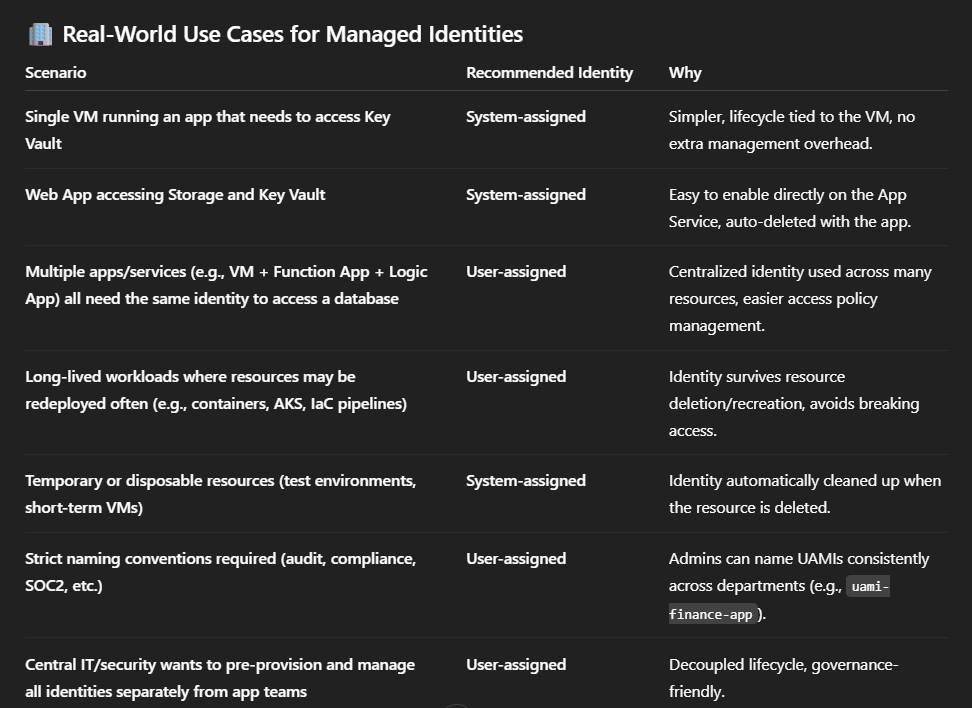 Real-World Use Cases for Managed Identities
Scenario Recommended Identity Why
Single VM running an app that needs to access Key System-assigned Simpler, lifecycle tied to the VM, no
Vault extra management overhead.
Web App accessing Storage and Key Vault System-assigned Easy to enable directly on the App
Service, auto-deleted with the app.
Multiple apps/services (e.g., VM + Function App + Logic User-assigned Centralized identity used across many
App) all need the same identity to access a database resources, easier access policy
management.
Long-lived workloads where resources may be User-assigned Identity survives resource
redeployed often (e.g., containers, AKS, IaC pipelines) deletion/recreation, avoids breaking
access.
Temporary or disposable resources (test environments, System-assigned Identity automatically cleaned up when
short-term VMs) the resource is deleted.
Strict naming conventions required (audit, compliance, User-assigned Admins can name UAMIs consistently
SOC2, etc.) across departments (e.g., uami-
finance-app ).
Central IT/security wants to pre-provision and manage User-assigned Decoupled lifecycle, governance-
all identities separately from app teams friendly.